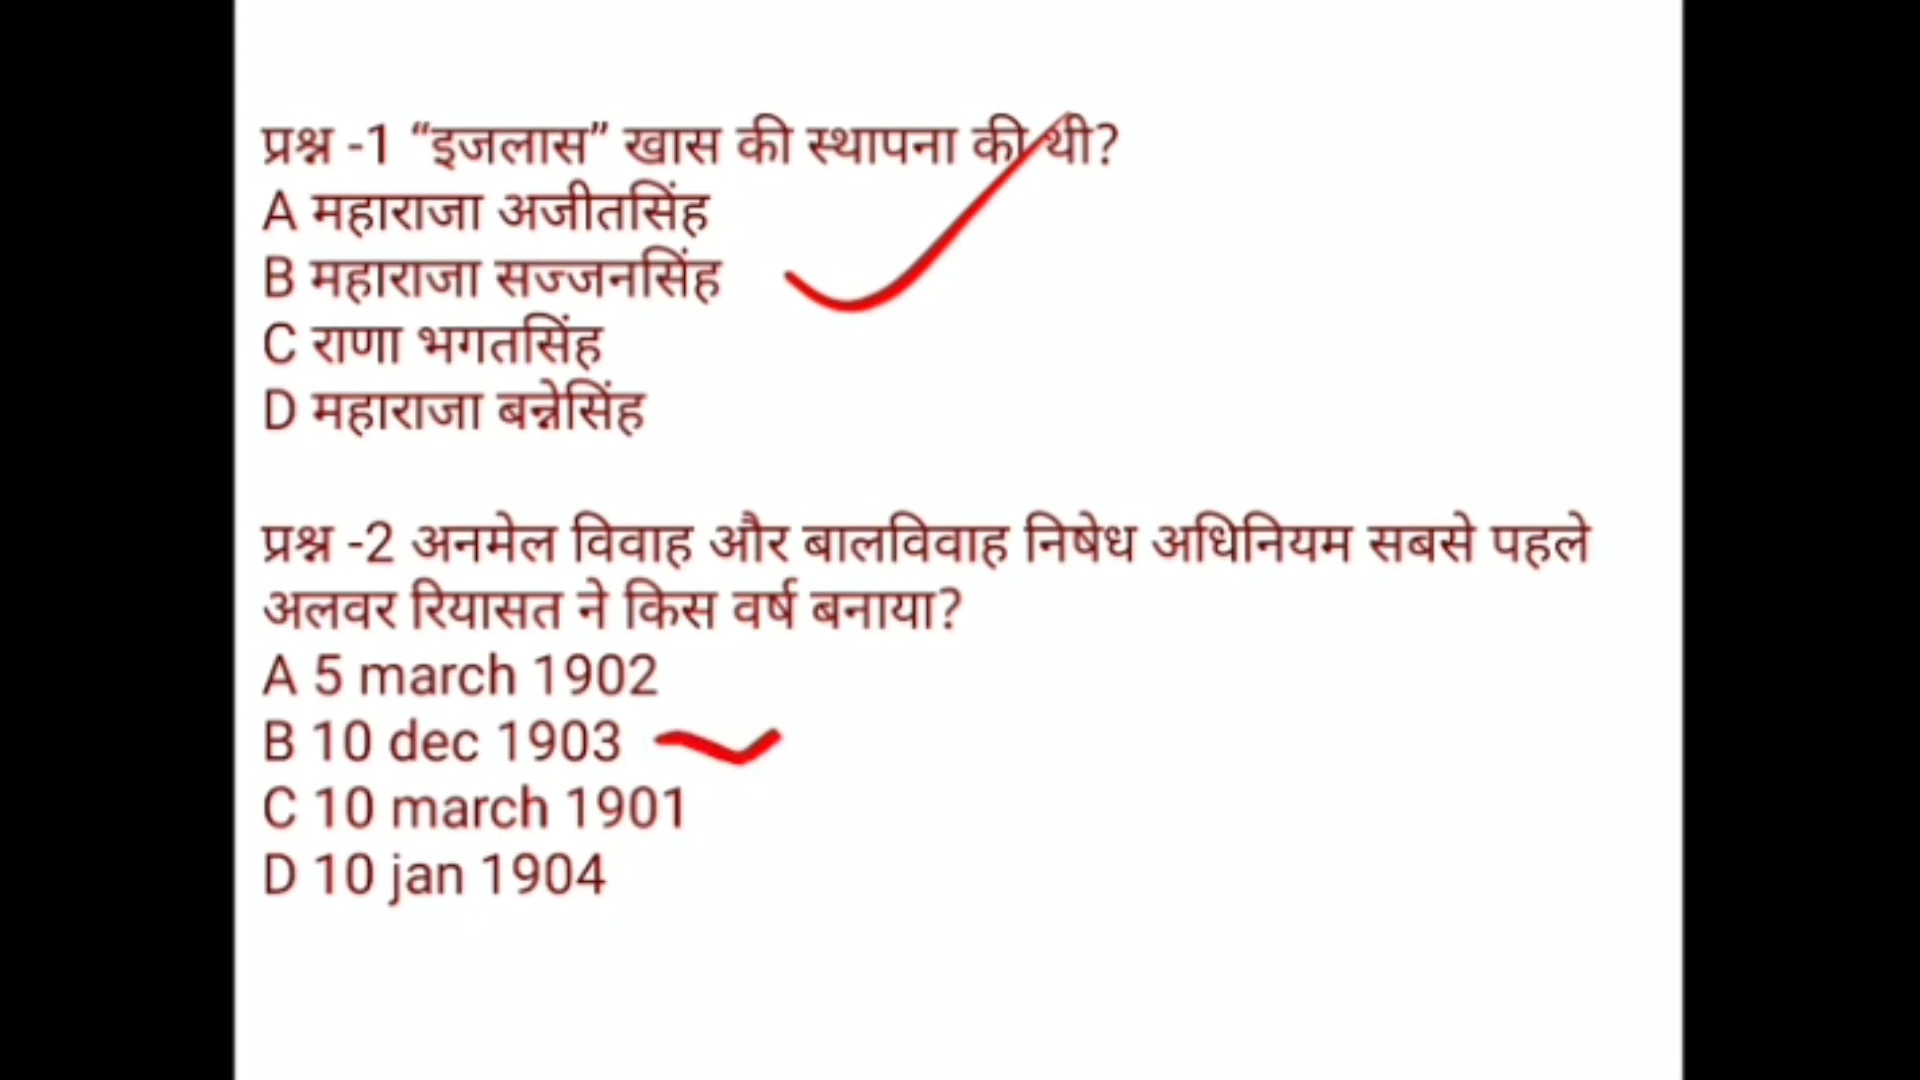 प्रश्न -1 “इजलास” खास की स्थापना की थी?
A महाराजा अजीतसिंह
B महाराजा सज्जनसिंह
C राणा भगतसिंह
D महाराजा बन्नेसिंह
प्रश्न -2 अनमेल विवाह और बालविवाह निषेध अधिनियम सबसे पहले
अलवर रियासत ने किस वर्ष बनाया?
A 5 march 1902
B 10 dec 1903
C 10 march 1901
D 10 jan 1904